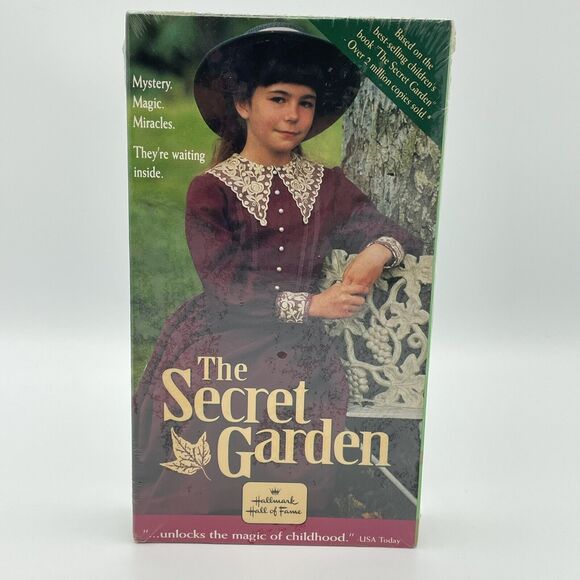 Mystery.
Magic.
Miracles.
They're waiting
inside.
Based on the
best-selling children's
book "The Secret Garden"
Over 2 million copies sold.
The
Secret
Garden
Hallmark
Hall of Fame
"...unlocks the magic of childhood." -USA Today